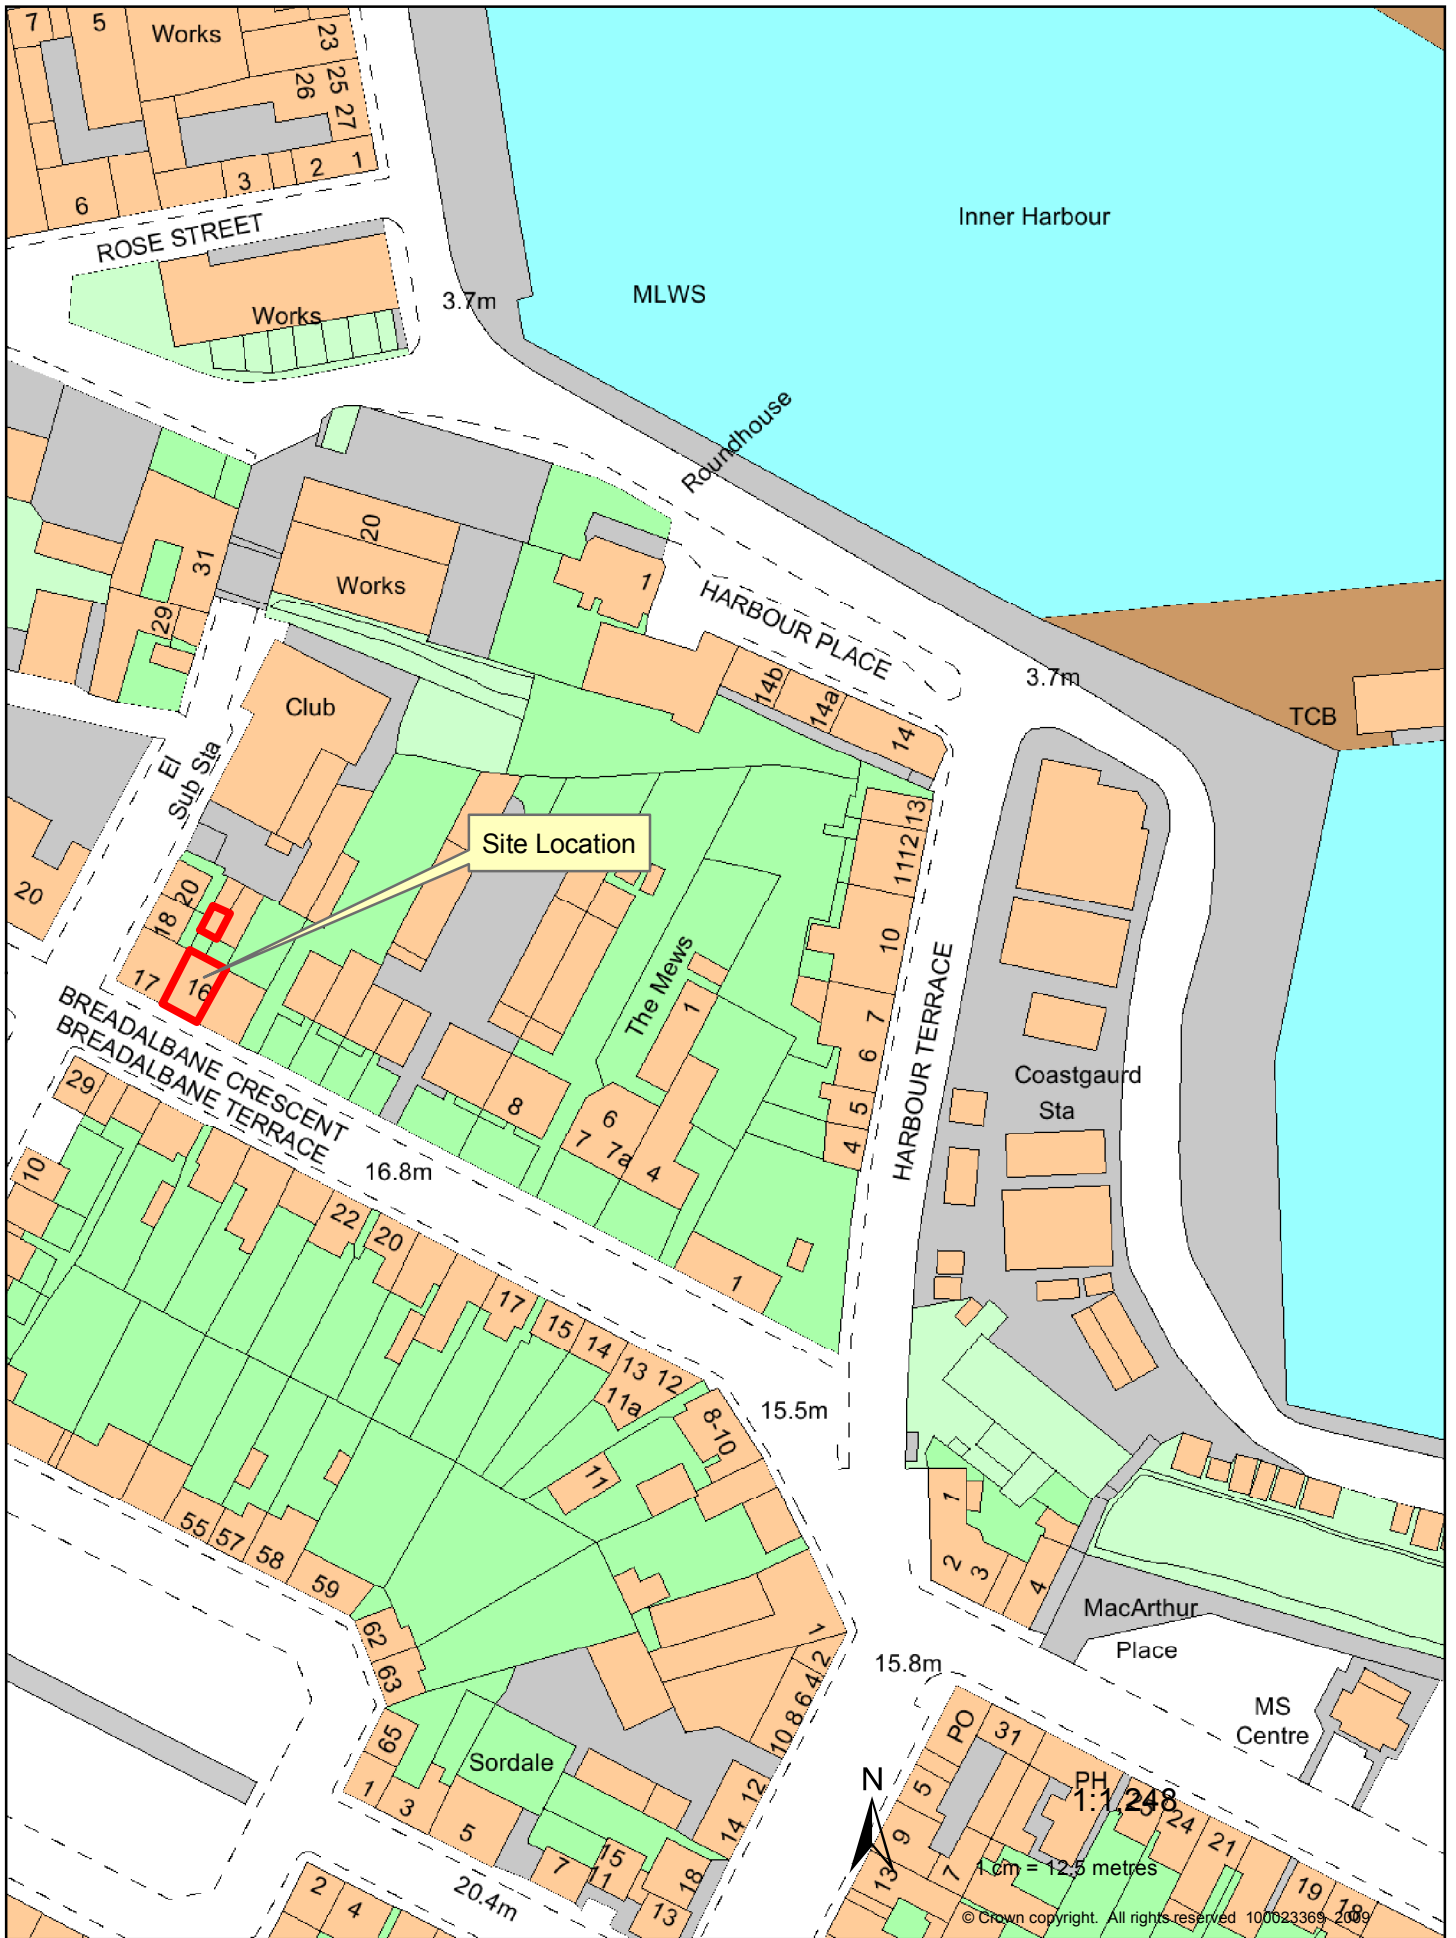 7
5
Works
23
25
26
27
6
3
2
1
ROSE STREET
Works
3.7m
Inner Harbour
MLWS
Roundhouse
20
Works
31
29
1
HARBOUR PLACE
14b
14a
14
3.7m
TCB
Club
El
Sub Sta
20
Site Location
20
18
17
16
13
12
11
10
7
6
5
4
The Mews
1
HARBOUR TERRACE
Coastgaurd
Sta
BREADALBANE CRESCENT
BREADALBANE TERRACE
16.8m
8
6
7
7a
4
1
29
10
22
20
17
15
14
13
12
11a
8-10
11
15.5m
55
57
58
59
62
63
65
1
3
5
Sordale
1
2
4
6
8
10
12
14
18
7
15
11
13
20.4m
2
4
1
2
3
4
MacArthur
Place
15.8m
MS
Centre
PO
31
5
9
13
7
PH
24
21
19
18
N
1:1,248
1 cm = 12.5 metres
© Crown copyright. All rights reserved 100023369 2009